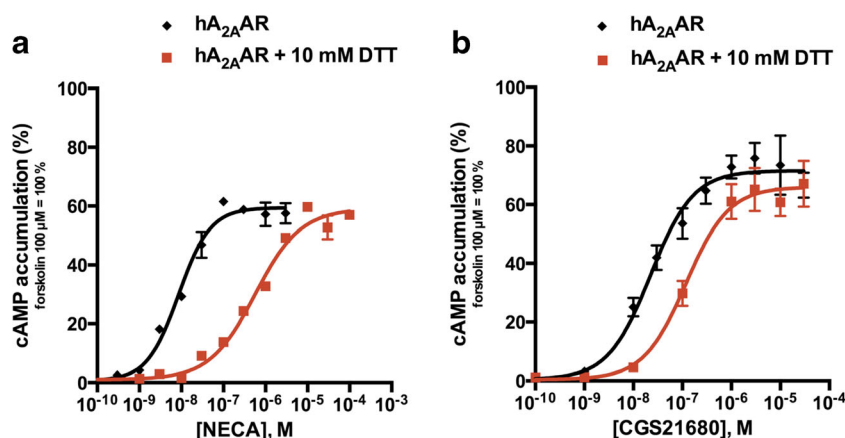 a
hA2AAR
hA2AAR + 10 mM DTT
cAMP accumulation (%)
forskolin 100 µM = 100 %
100
80
60
40
20
0
10-10 10-9 10-8 10-7 10-6 10-5 10-4 10-3
[NECA], M
b
hA2AAR
hA2AAR + 10 mM DTT
cAMP accumulation (%)
forskolin 100 µM = 100 %
100
80
60
40
20
0
10-10 10-9 10-8 10-7 10-6 10-5 10-4
[CGS21680], M